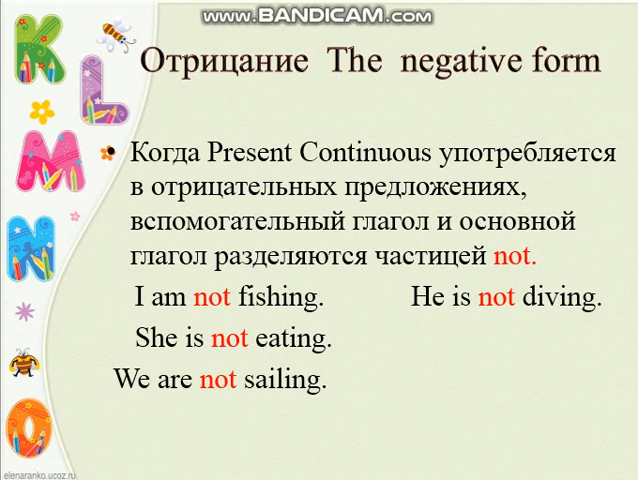 www.BANDICAM.com
Отрицание The negative form
K
L
M
N
O
• Когда Present Continuous употребляется
в отрицательных предложениях,
вспомогательный глагол и основной
глагол разделяются частицей not.
I am not fishing. He is not diving.
She is not eating.
We are not sailing.
elenaranko.ucoz.ru